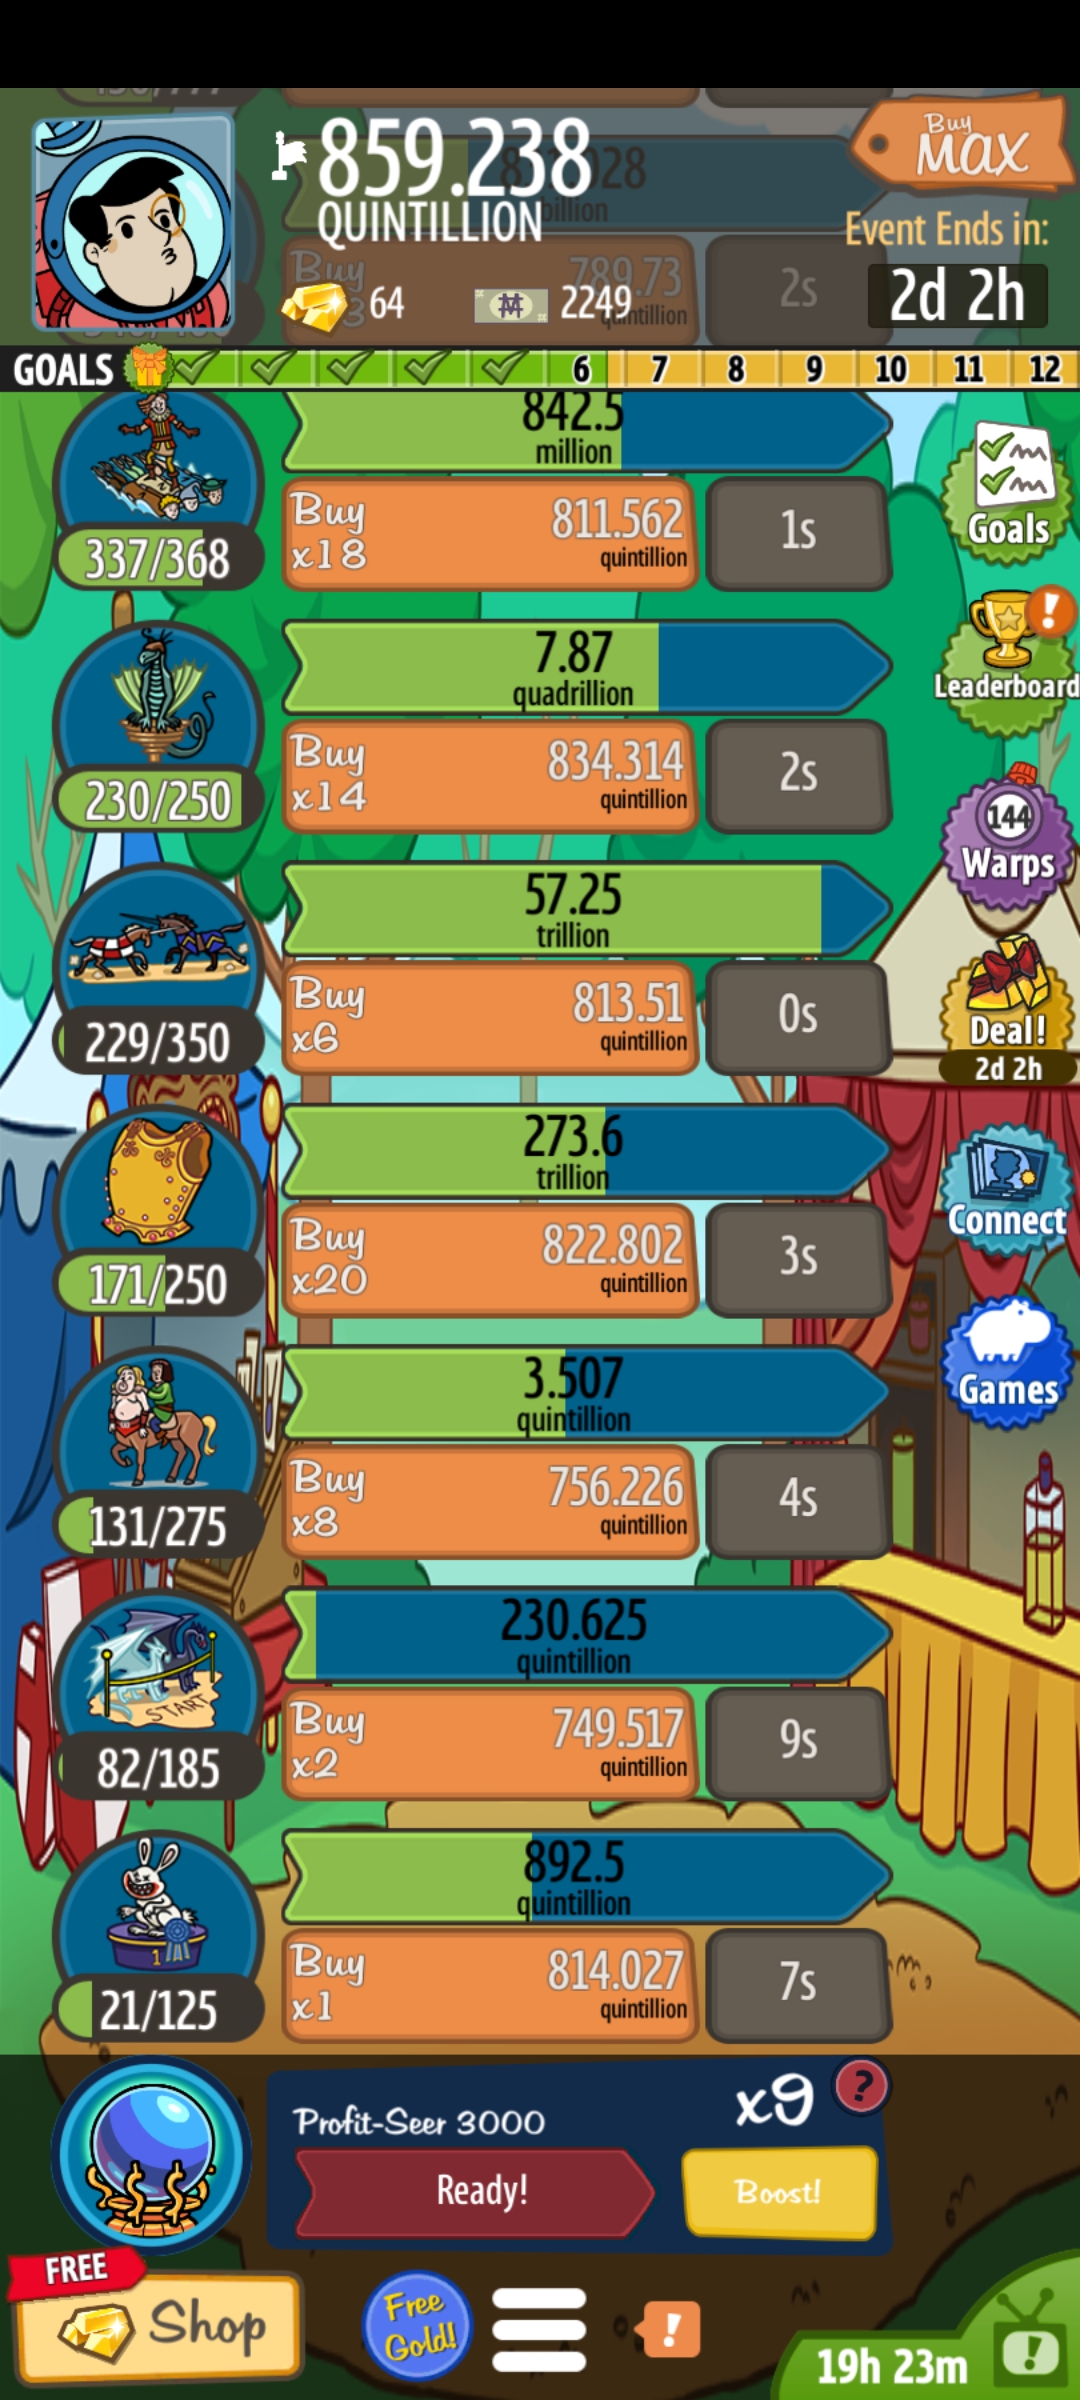 Buy
MAX
859.238
QUINTILLION
Event Ends in:
2d 2h
64
2249
Buy
789.73
quintillion
2s
GOALS
6 7 8 9 10 11 12
842.5
million
337/368
Buy
x18
811.562
quintillion
1s
Goals
7.87
quadrillion
230/250
Buy
x14
834.314
quintillion
2s
Leaderboard
57.25
trillion
229/350
Buy
x6
813.51
quintillion
0s
144
Warps
Deal!
2d 2h
273.6
trillion
171/250
Buy
x20
822.802
quintillion
3s
Connect
3.507
quintillion
131/275
Buy
x8
756.226
quintillion
4s
Games
230.625
quintillion
START
82/185
Buy
x2
749.517
quintillion
9s
892.5
quintillion
1
21/125
Buy
x1
814.027
quintillion
7s
Profit-Seer 3000
x9
?
Ready!
Boost!
FREE
Shop
Free
Gold!
!
19h 23m
!